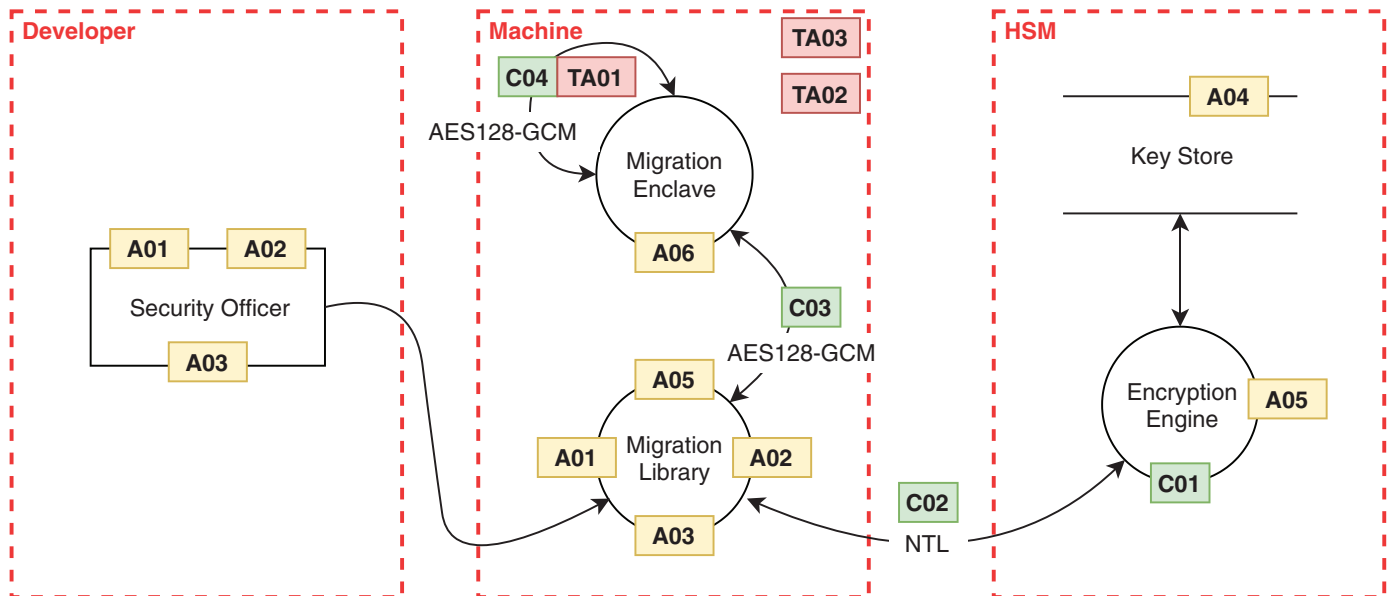 Developer
A01
A02
Security Officer
A03
Machine
TA03
C04
TA01
TA02
AES128-GCM
Migration
Enclave
A06
C03
AES128-GCM
A05
A01
Migration
Library
A02
A03
C02
NTL
HSM
A04
Key Store
Encryption
Engine
A05
C01